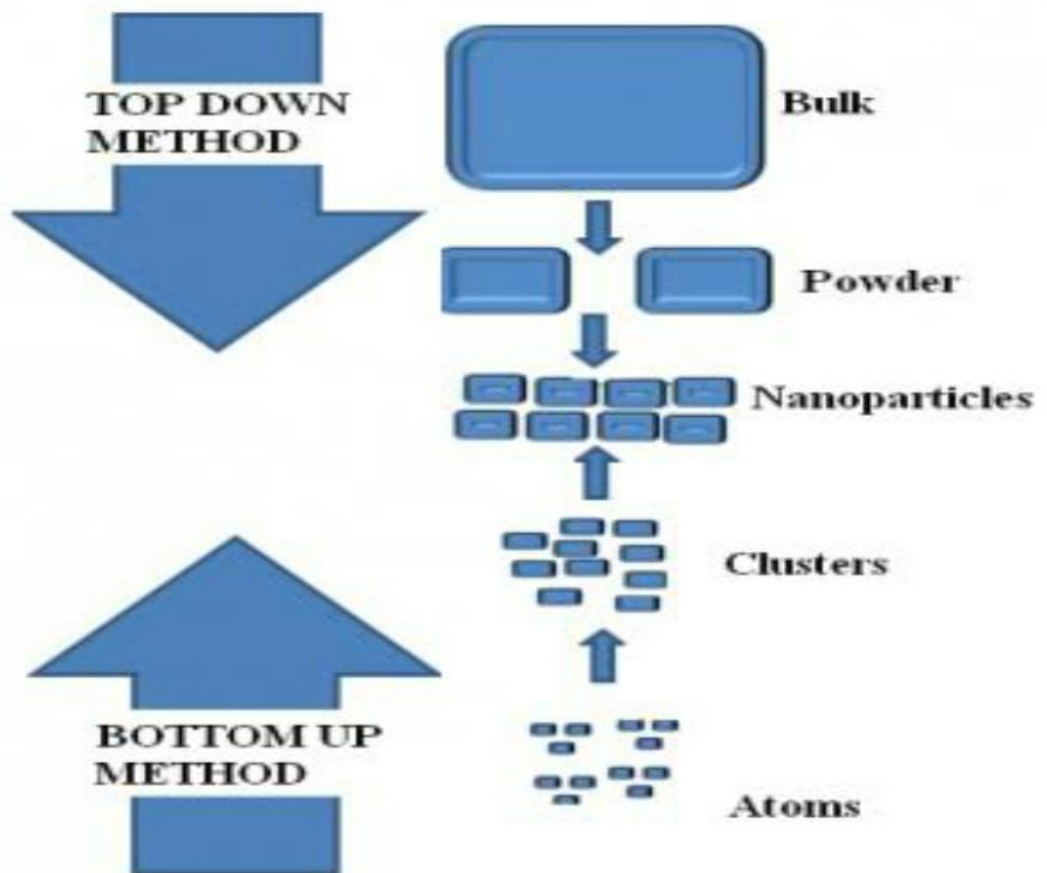 TOP DOWN
METHOD
Bulk
Powder
Nanoparticles
Clusters
BOTTOM UP
METHOD
Atoms